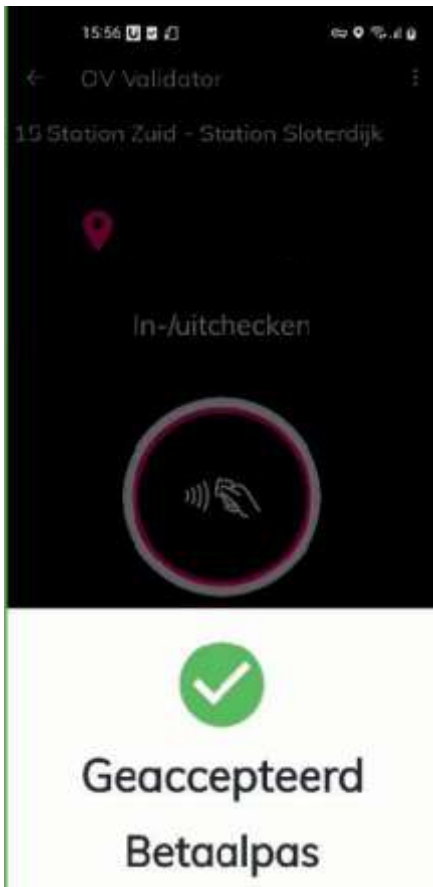 15:56
OV Validator
15 Station Zuid - Station Sloterdijk
In-/uitchecken
Geaccepteerd
Betaalpas